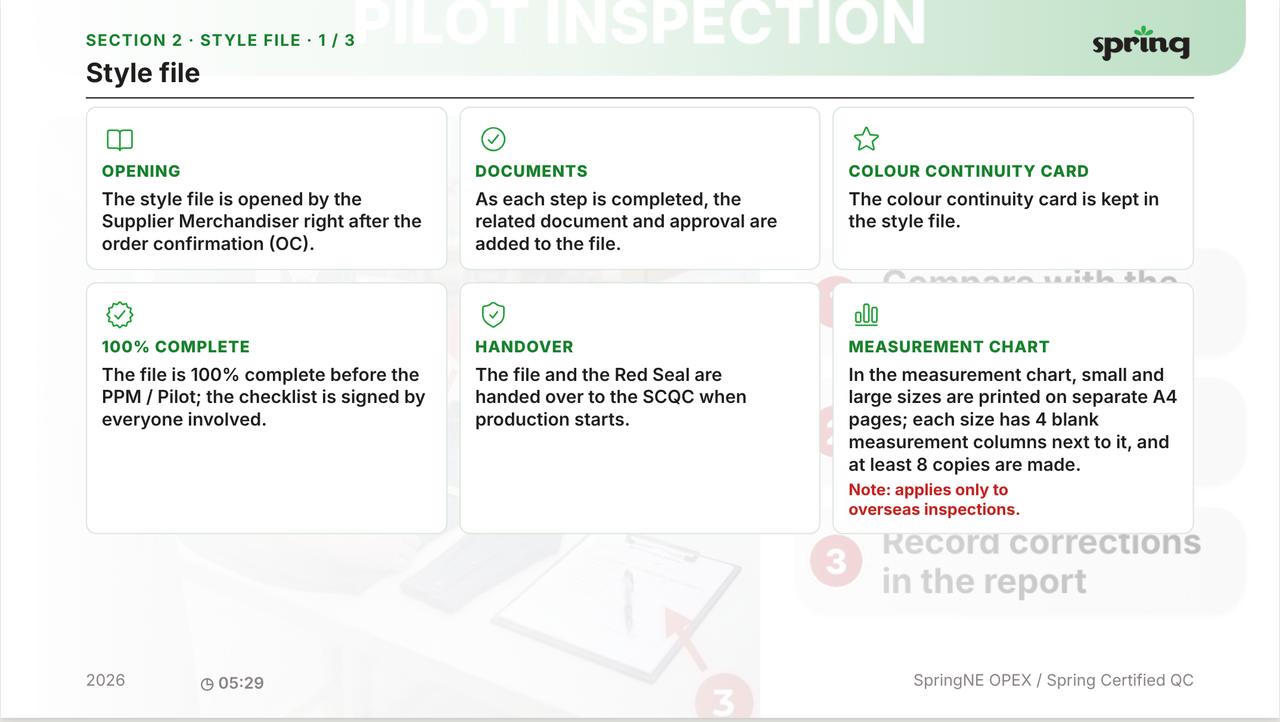 PILOT INSPECTION
SECTION 2 · STYLE FILE · 1 / 3
spring
Style file
OPENING
The style file is opened by the
Supplier Merchandiser right after the
order confirmation (OC).
DOCUMENTS
As each step is completed, the
related document and approval are
added to the file.
COLOUR CONTINUITY CARD
The colour continuity card is kept in
the style file.
Compare with the
100% COMPLETE
The file is 100% complete before the
PPM / Pilot; the checklist is signed by
everyone involved.
HANDOVER
The file and the Red Seal are
handed over to the SCQC when
production starts.
MEASUREMENT CHART
In the measurement chart, small and
large sizes are printed on separate A4
pages; each size has 4 blank
measurement columns next to it, and
at least 8 copies are made.
Note: applies only to
overseas inspections.
3
Record corrections
in the report
3
2026
05:29
SpringNE OPEX / Spring Certified QC